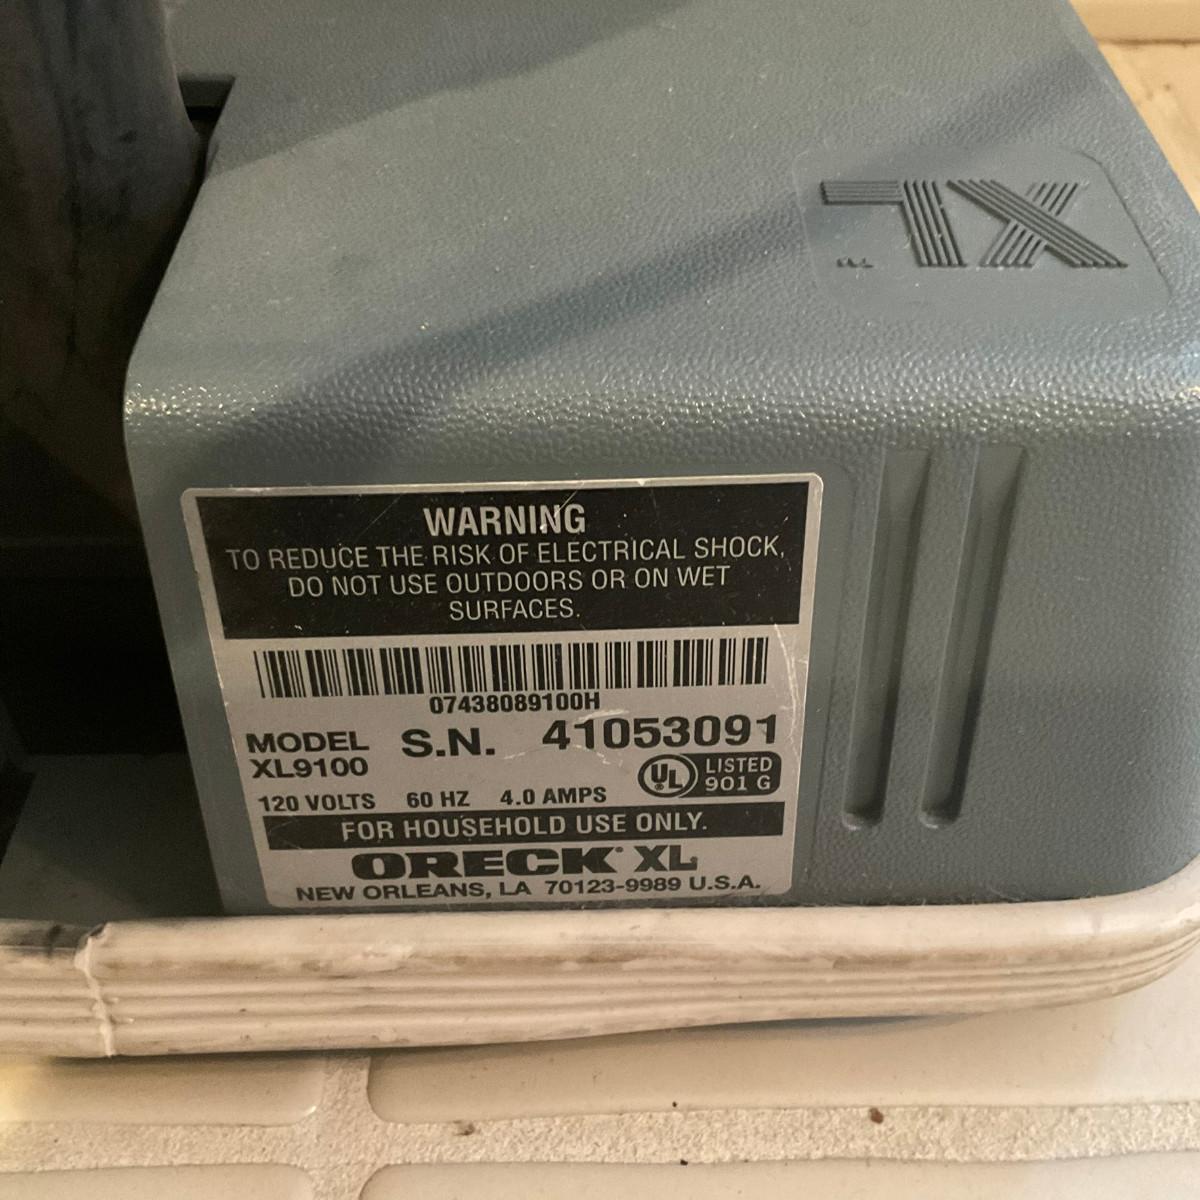 XL™
WARNING
TO REDUCE THE RISK OF ELECTRICAL SHOCK,
DO NOT USE OUTDOORS OR ON WET
SURFACES.
07438089100H
MODEL S.N. 41053091
XL9100
UL® LISTED
901 G
120 VOLTS 60 HZ 4.0 AMPS
FOR HOUSEHOLD USE ONLY.
ORECK® XL
NEW ORLEANS, LA 70123-9989 U.S.A.